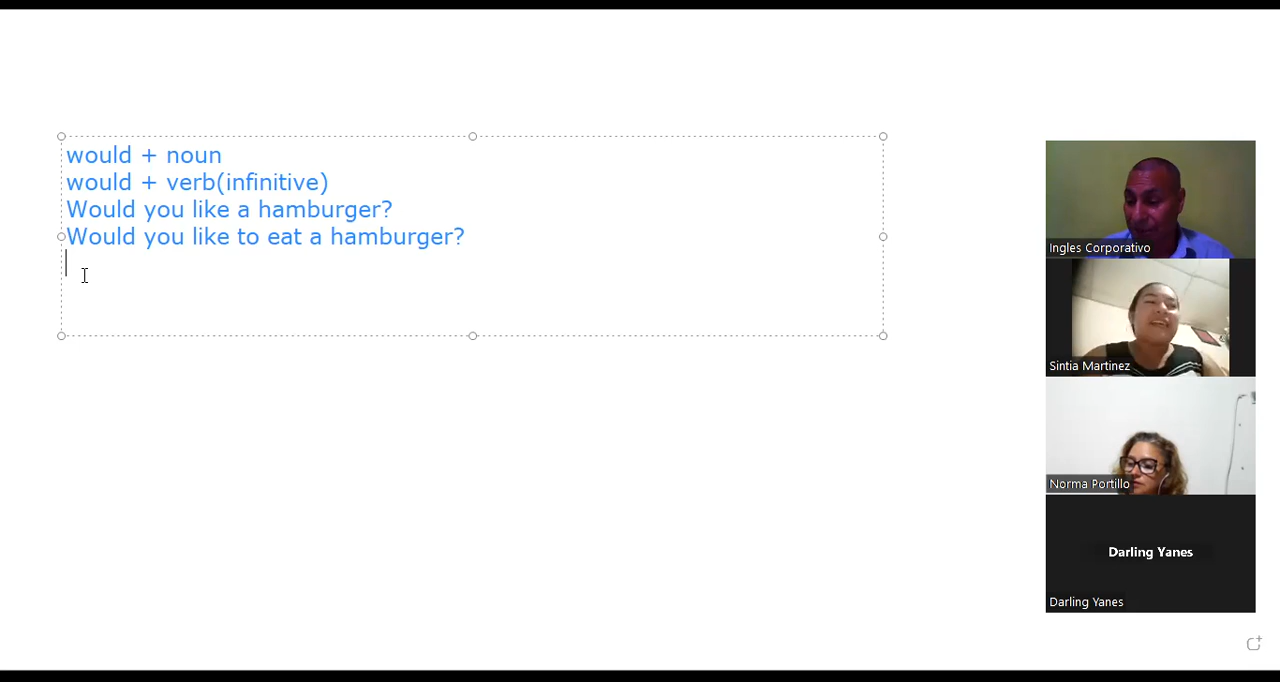 would + noun
would + verb(infinitive)
Would you like a hamburger?
Would you like to eat a hamburger?
Ingles Corporativo
Sintia Martinez
Norma Portillo
Darling Yanes
Darling Yanes